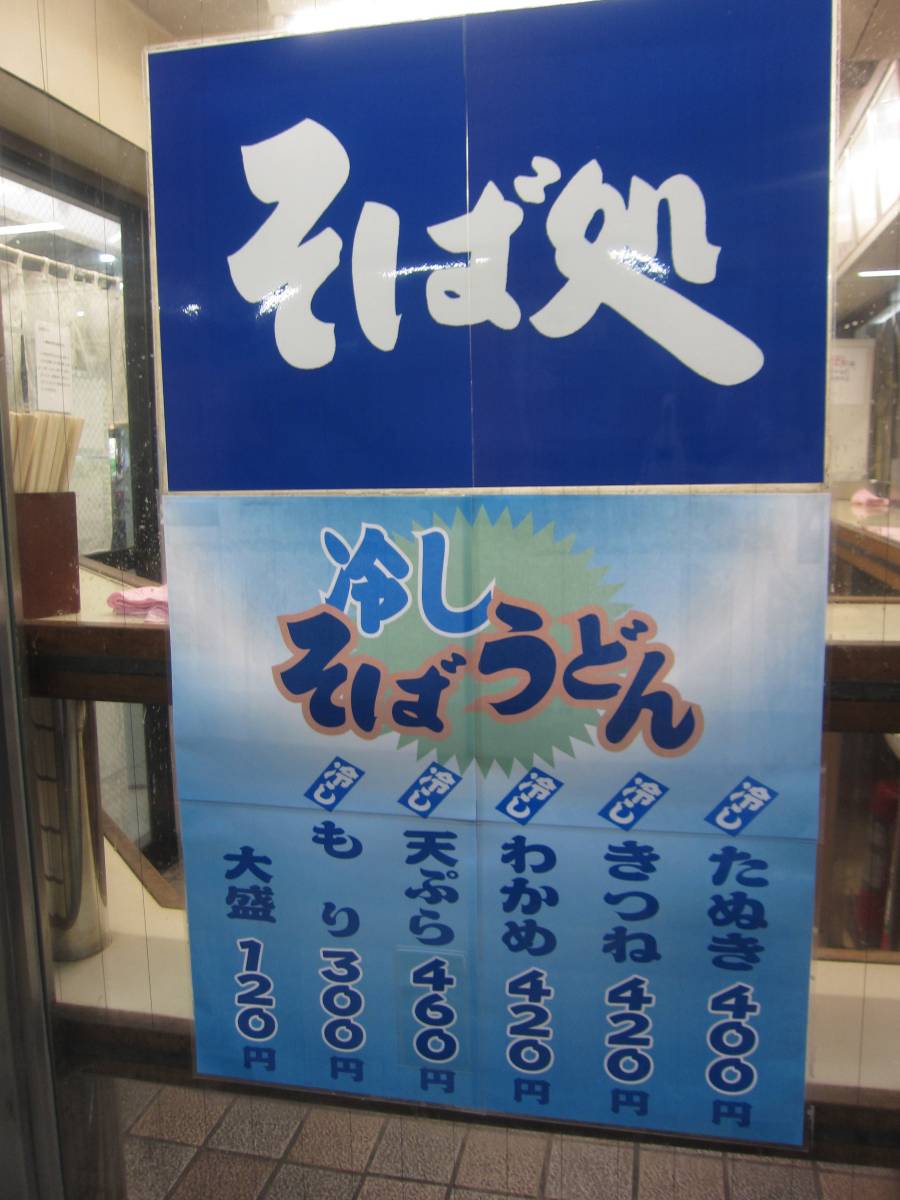 そば処
冷し
そばうどん
冷し
たぬき400円
冷し
きつね420円
冷し
わかめ420円
冷し
天ぷら460円
冷し
もり300円
大盛120円